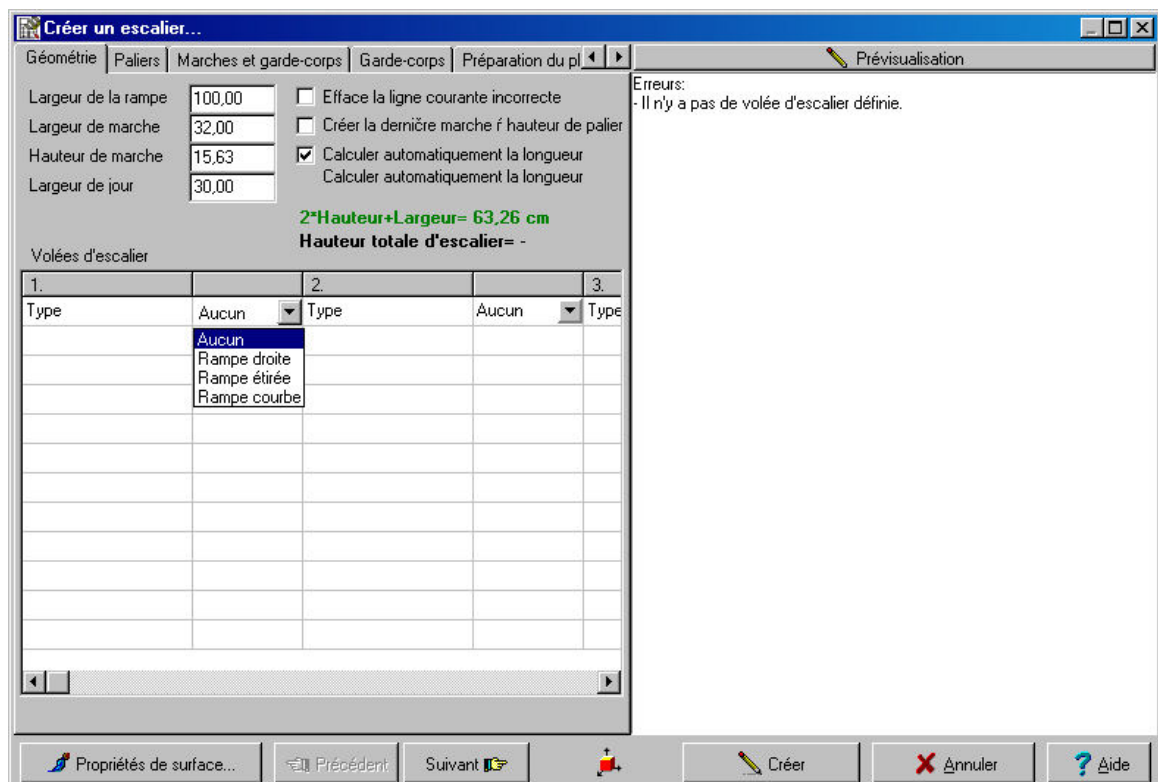 Créer un escalier...
Géométrie Paliers Marches et garde-corps Garde-corps Préparation du pl
Prévisualisation
Largeur de la rampe 100,00 Efface la ligne courante incorrecte
Largeur de marche 32,00 Créer la derničre marche ŕ hauteur de palier
Hauteur de marche 15,63 Calculer automatiquement la longueur
Calculer automatiquement la longueur
Largeur de jour 30,00
2*Hauteur+Largeur= 63,26 cm
Hauteur totale d'escalier= -
Volées d'escalier
1. 2. 3.
Type Aucun Type Aucun Type
Aucun
Rampe droite
Rampe étirée
Rampe courbe
Erreurs:
- Il n'y a pas de volée d'escalier définie.
Propriétés de surface... Précédent Suivant Créer Annuler Aide